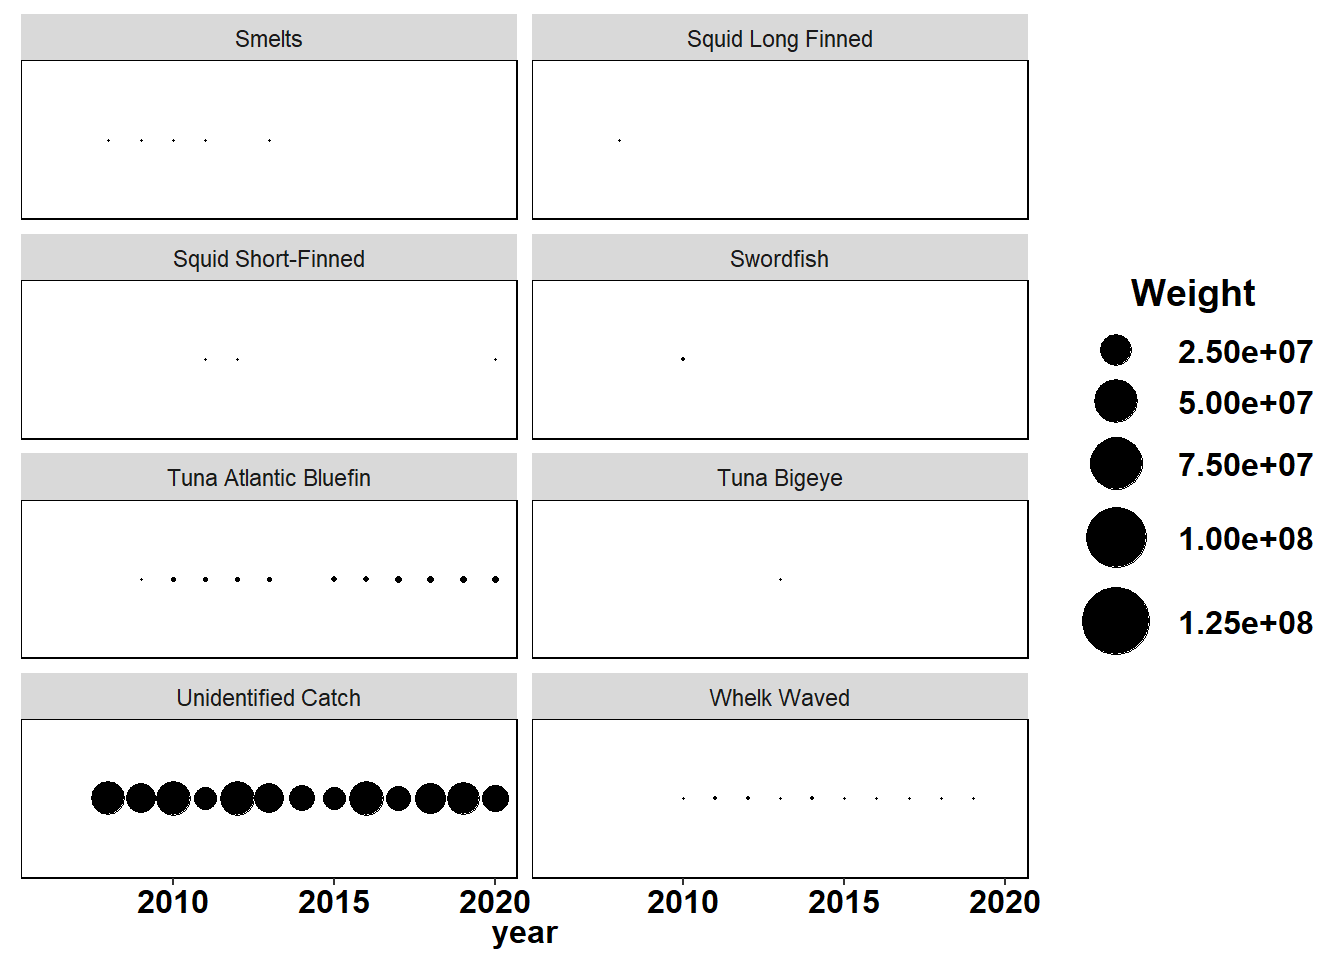 Smelts
Squid Long Finned
Squid Short-Finned
Swordfish
Tuna Atlantic Bluefin
Tuna Bigeye
Unidentified Catch
Whelk Waved
2010 2015 2020
2010 2015 2020
year
Weight
2.50e+07
5.00e+07
7.50e+07
1.00e+08
1.25e+08